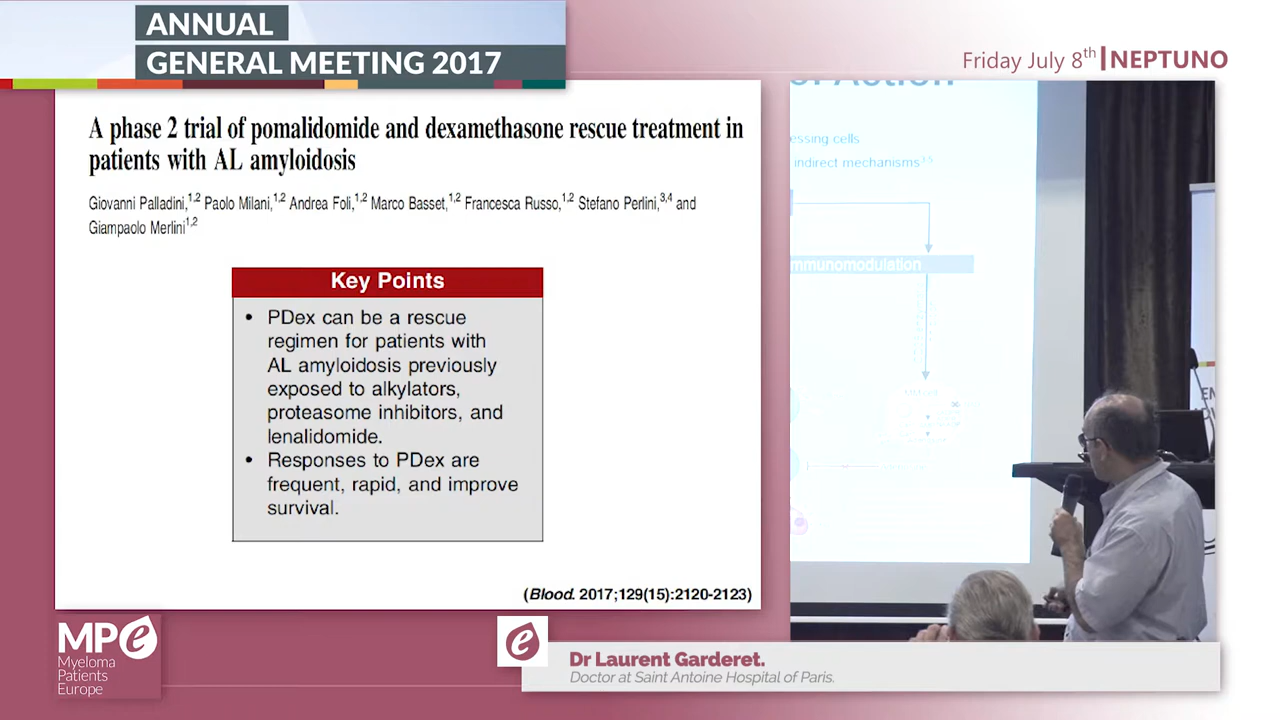 ANNUAL
GENERAL MEETING 2017
Friday July 8th | NEPTUNO
A phase 2 trial of pomalidomide and dexamethasone rescue treatment in
patients with AL amyloidosis
Giovanni Palladini,1,2 Paolo Milani,1,2 Andrea Foli,1,2 Marco Basset,1,2 Francesca Russo,1,2 Stefano Perlini,3,4 and
Giampaolo Merlini1,2
Key Points
• PDex can be a rescue
regimen for patients with
AL amyloidosis previously
exposed to alkylators,
proteasome inhibitors, and
lenalidomide.
• Responses to PDex are
frequent, rapid, and improve
survival.
(Blood. 2017;129(15):2120-2123)
of Action
essing cells
indirect mechanisms
mmunomodulation
EN
MPe
Myeloma
Patients
Europe
e
Dr Laurent Garderet.
Doctor at Saint Antoine Hospital of Paris.